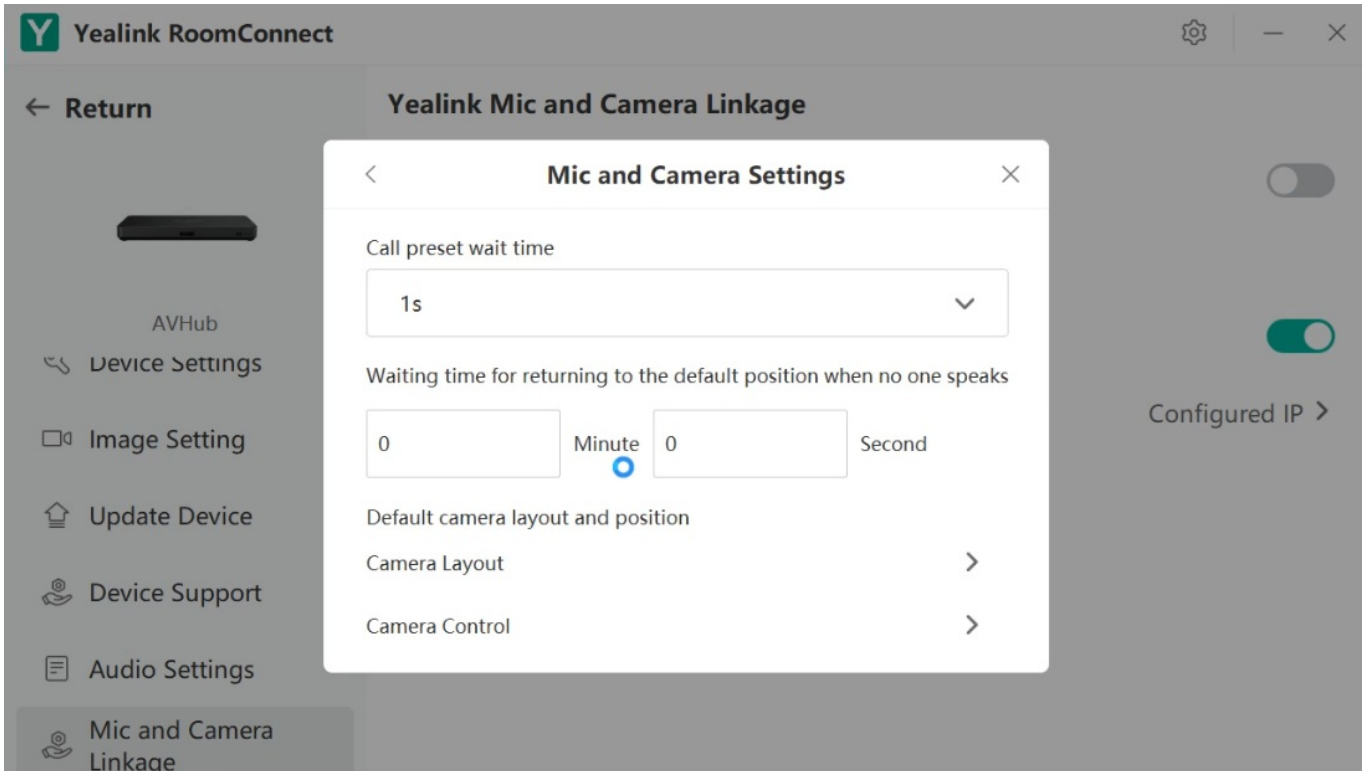 Y Yealink RoomConnect
Return
AVHub
Device Settings
Image Setting
Update Device
Device Support
Audio Settings
Mic and Camera
Linkage
Yealink Mic and Camera Linkage
Mic and Camera Settings
Call preset wait time
1s
Waiting time for returning to the default position when no one speaks
0 Minute 0 Second
Default camera layout and position
Camera Layout
Camera Control
Configured IP